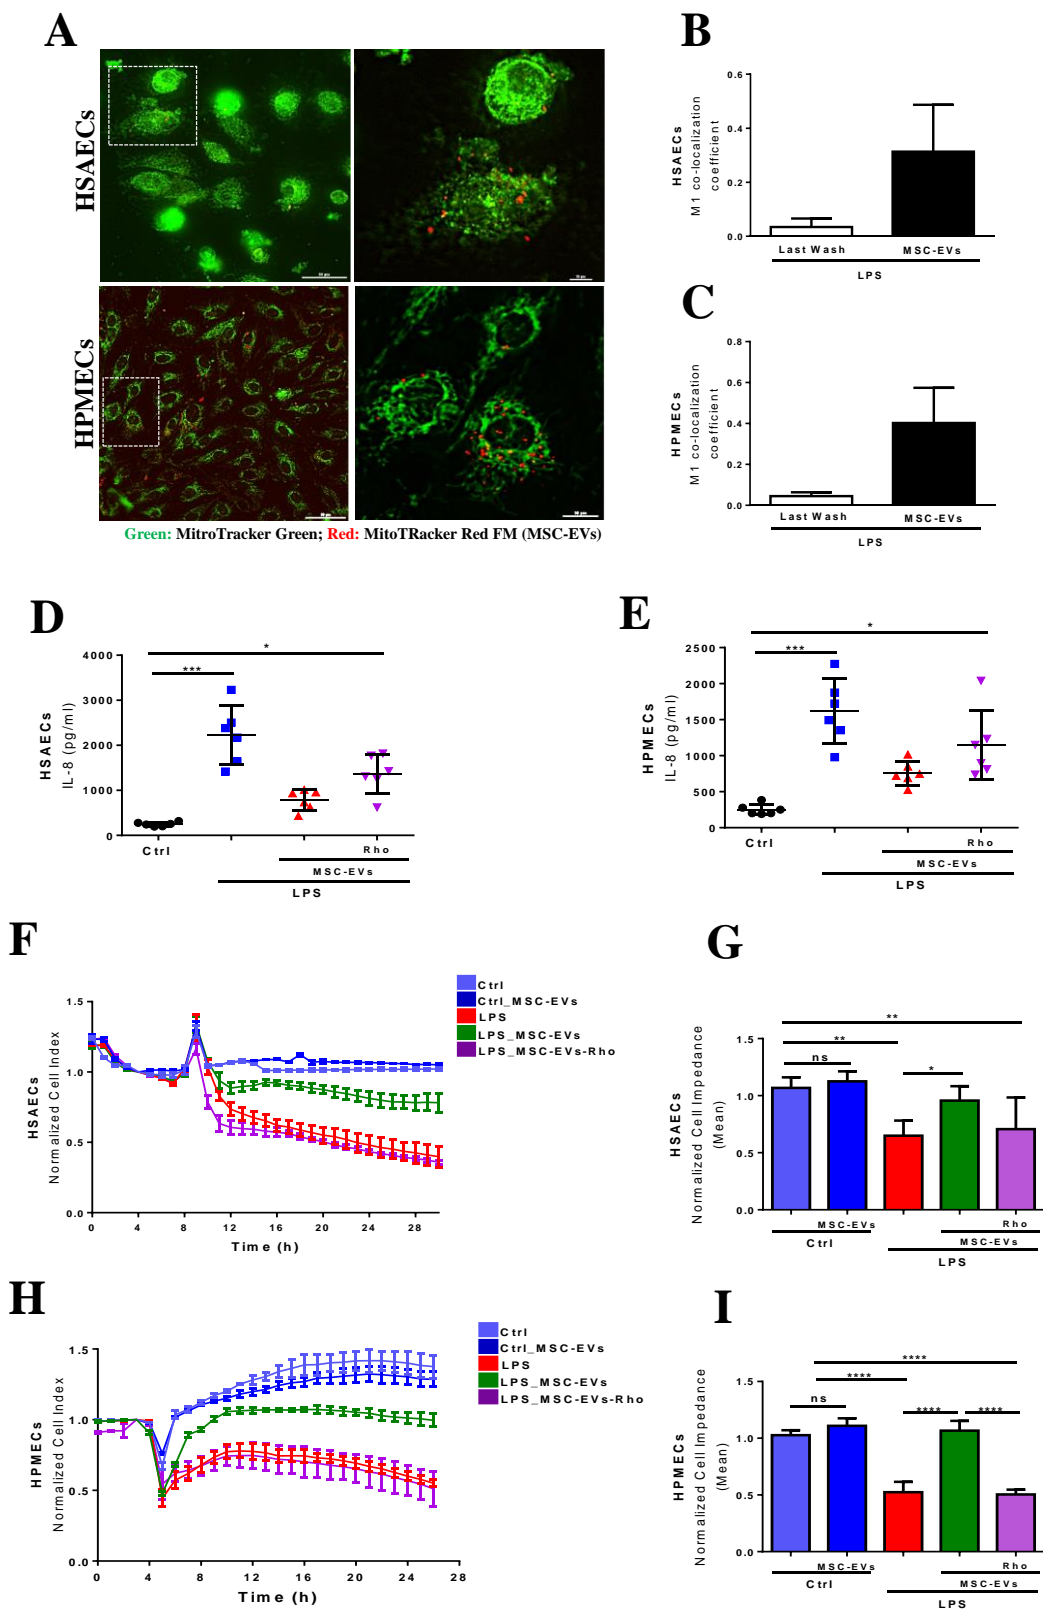 A
HSAECs
HPMECs
Green: MitroTracker Green; Red: MitoTRacker Red FM (MSC-EVs)
B
HSAECs
M1 co-localization
coefficient
0.6
0.4
0.2
0.0
Last Wash
MSC-EVs
LPS
C
HPMECs
M1 co-localization
coefficient
0.8
0.6
0.4
0.2
0.0
Last Wash
MSC-EVs
LPS
D
HSAECs
IL-8 (pg/ml)
4000
3000
2000
1000
0
*
***
Ctrl
Rho
MSC-EVs
LPS
E
HPMECs
IL-8 (pg/ml)
2500
2000
1500
1000
500
0
*
***
Ctrl
Rho
MSC-EVs
LPS
F
HSAECs
Normalized Cell Index
1.5
1.0
0.5
0.0
0 4 8 12 16 20 24 28
Time (h)
Ctrl
Ctrl_MSC-EVs
LPS
LPS_MSC-EVs
LPS_MSC-EVs-Rho
G
HSAECs
Normalized Cell Impedance
(Mean)
1.5
1.0
0.5
0.0
**
**
ns
*
MSC-EVs
Rho
Ctrl
MSC-EVs
LPS
H
HPMECs
Normalized Cell Index
1.5
1.0
0.5
0.0
0 4 8 12 16 20 24 28
Time (h)
Ctrl
Ctrl_MSC-EVs
LPS
LPS_MSC-EVs
LPS_MSC-EVs-Rho
I
HPMECs
Normalized Cell Impedance
(Mean)
1.5
1.0
0.5
0.0
****
****
ns
****
****
MSC-EVs
Rho
Ctrl
MSC-EVs
LPS